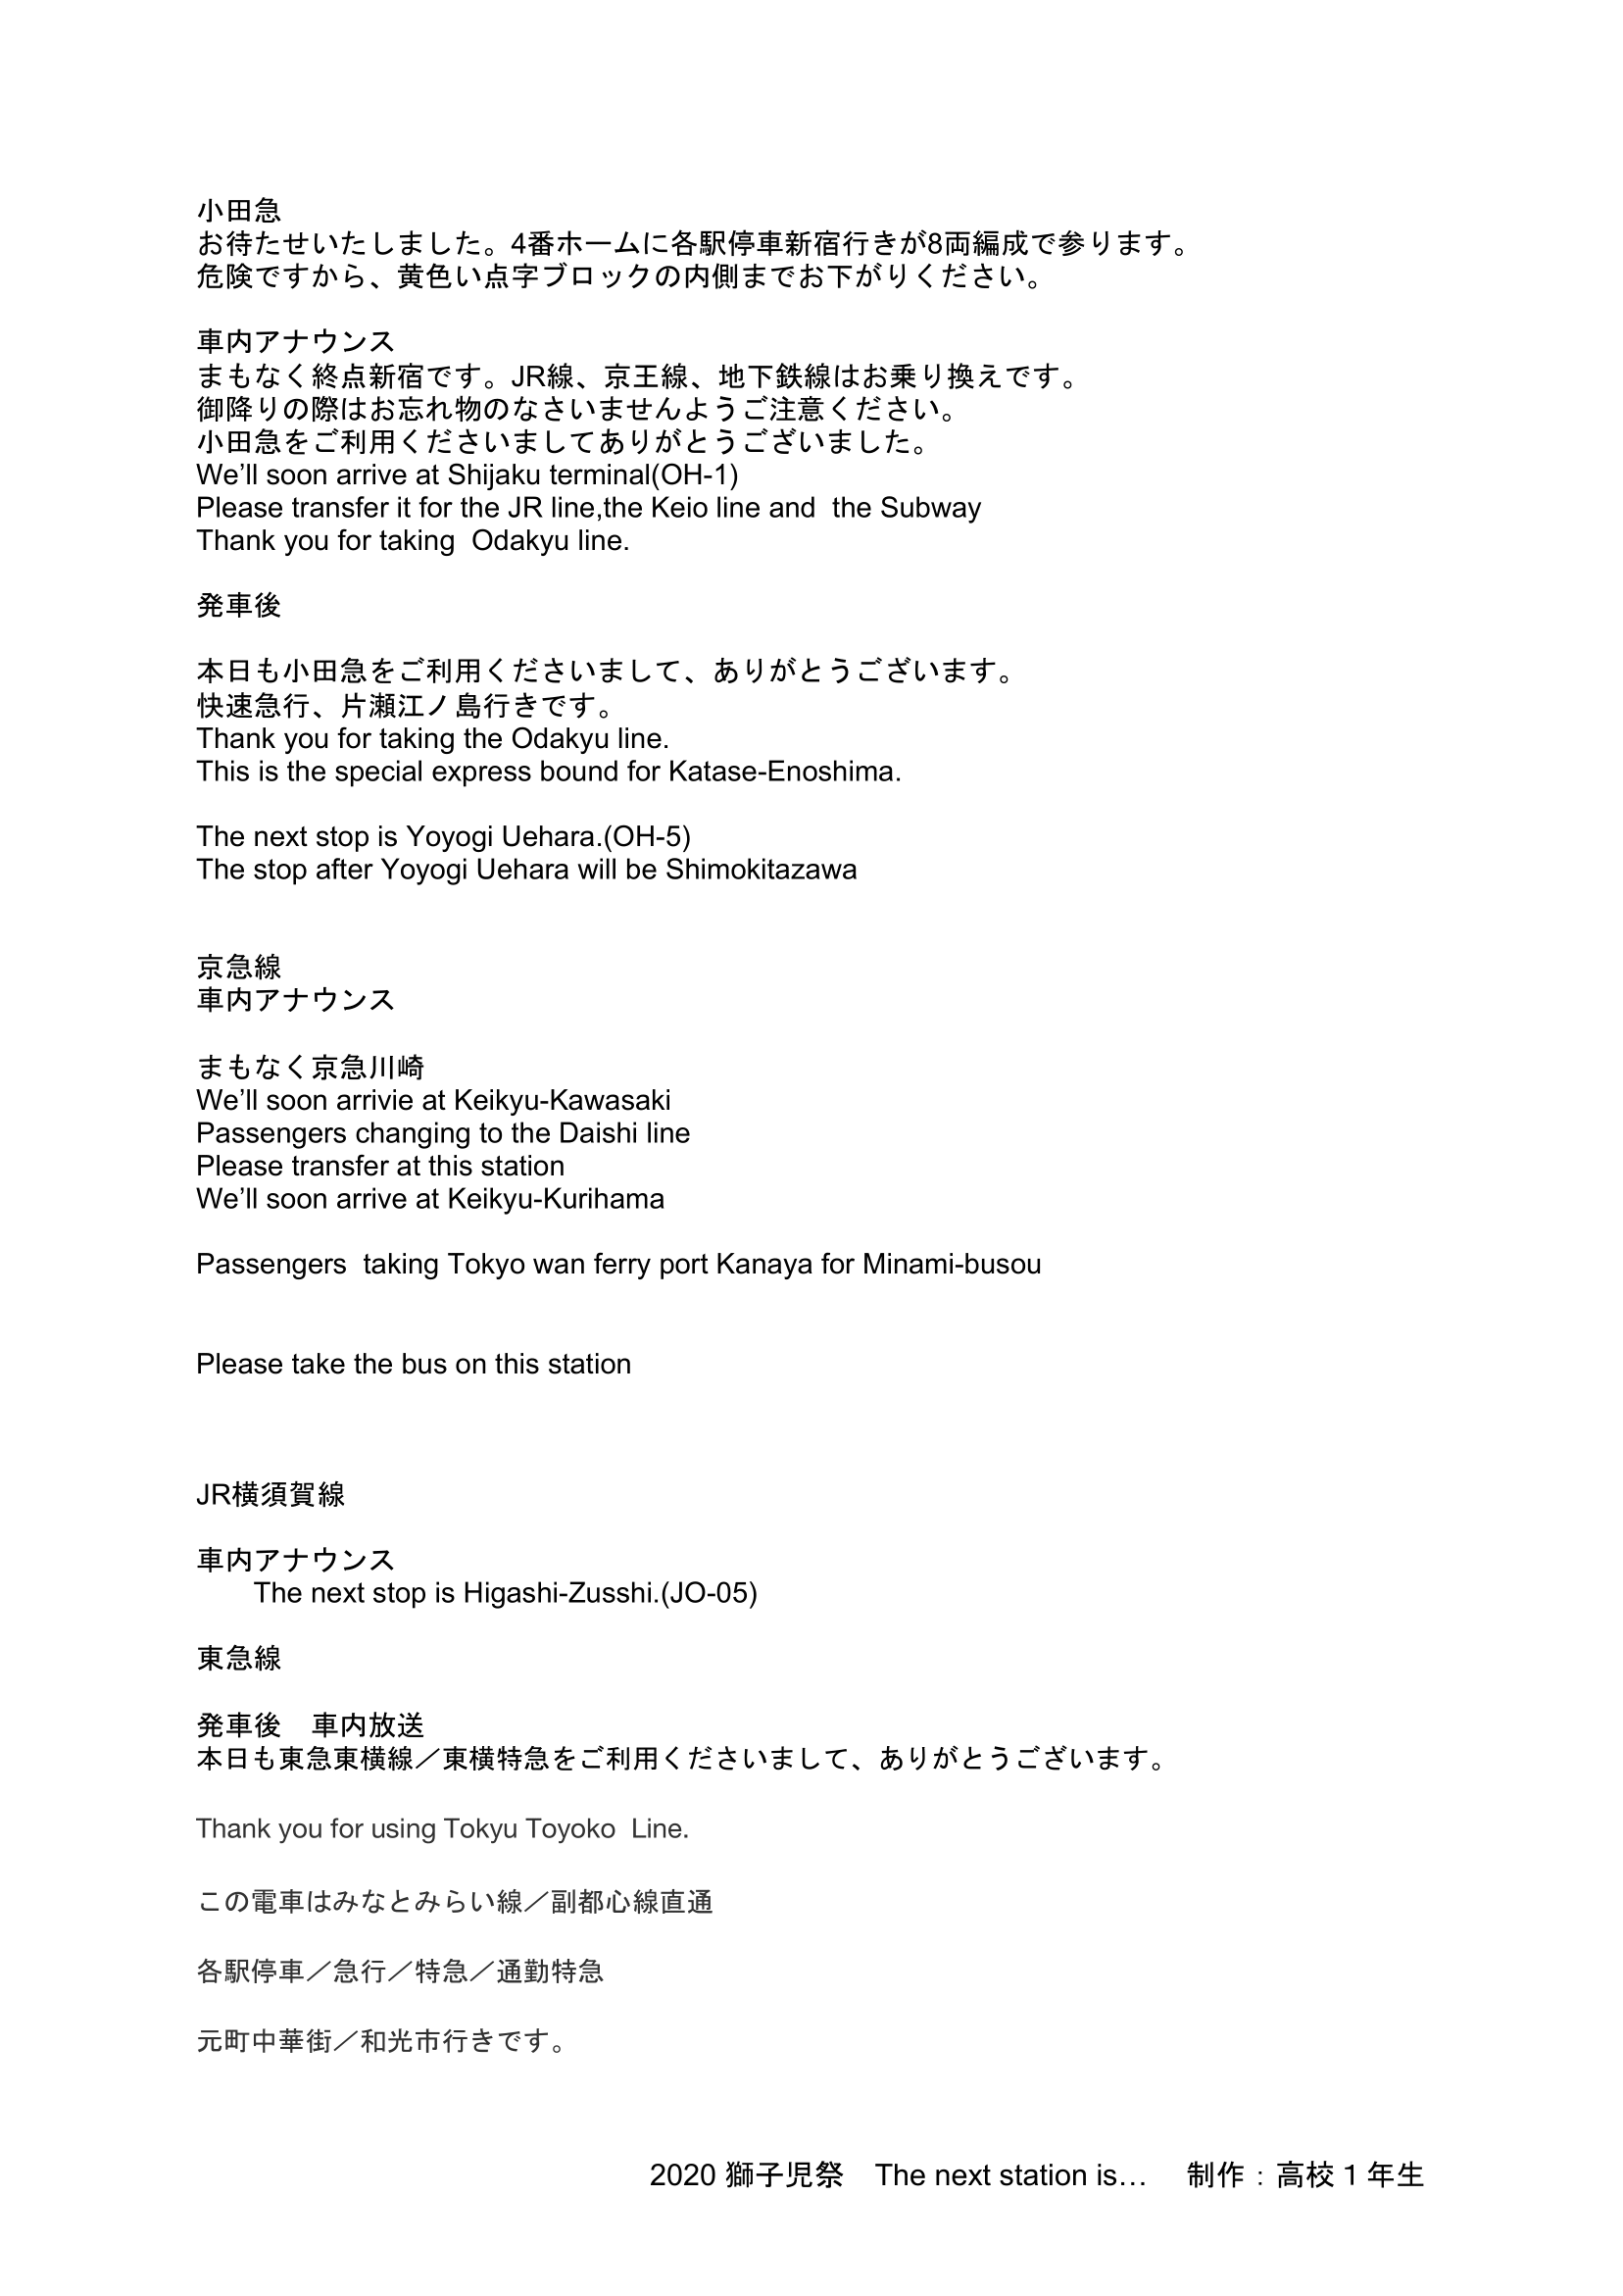 小田急
お待たせいたしました。4番ホームに各駅停車新宿行きが8両編成で参ります。
危険ですから、黄色い点字ブロックの内側までお下がりください。
車内アナウンス
まもなく終点新宿です。JR線、京王線、地下鉄線はお乗り換えです。
御降りの際はお忘れ物のなさいませんようご注意ください。
小田急をご利用くださいましてありがとうございました。
We'll soon arrive at Shijaku terminal(OH-1)
Please transfer it for the JR line,the Keio line and  the Subway
Thank you for taking  Odakyu line.
発車後
本日も小田急をご利用くださいまして、ありがとうございます。
快速急行、片瀬江ノ島行きです。
Thank you for taking the Odakyu line.
This is the special express bound for Katase-Enoshima.
The next stop is Yoyogi Uehara.(OH-5)
The stop after Yoyogi Uehara will be Shimokitazawa
京急線
車内アナウンス
まもなく京急川崎
We'll soon arrivie at Keikyu-Kawasaki
Passengers changing to the Daishi line
Please transfer at this station
We'll soon arrive at Keikyu-Kurihama
Passengers  taking Tokyo wan ferry port Kanaya for Minami-busou
Please take the bus on this station
JR横須賀線
車内アナウンス
The next stop is Higashi-Zusshi.(JO-05)
東急線
発車後　車内放送
本日も東急東横線／東横特急をご利用くださいまして、ありがとうございます。
Thank you for using Tokyu Toyoko  Line.
この電車はみなとみらい線／副都心線直通
各駅停車／急行／特急／通勤特急
元町中華街／和光市行きです。
2020 獅子児祭　The next station is…　制作：高校１年生